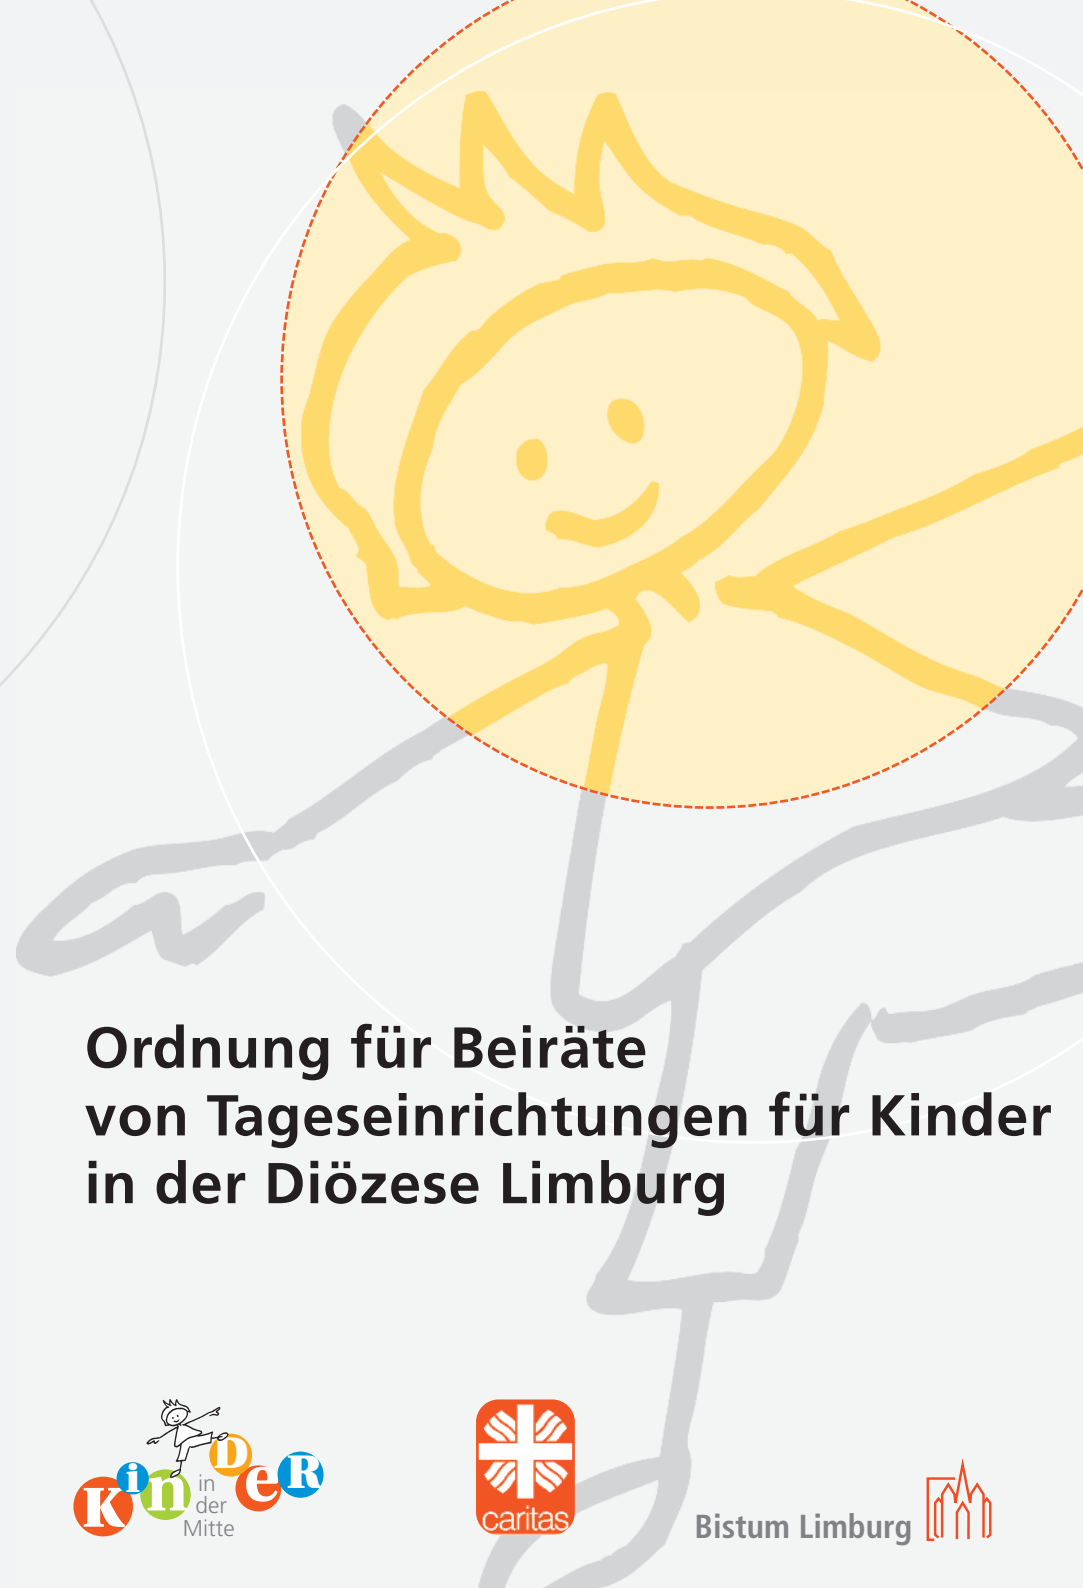 Ordnung für Beiräte
von Tageseinrichtungen für Kinder
in der Diözese Limburg
KinDeR
in
der
Mitte
caritas
Bistum Limburg